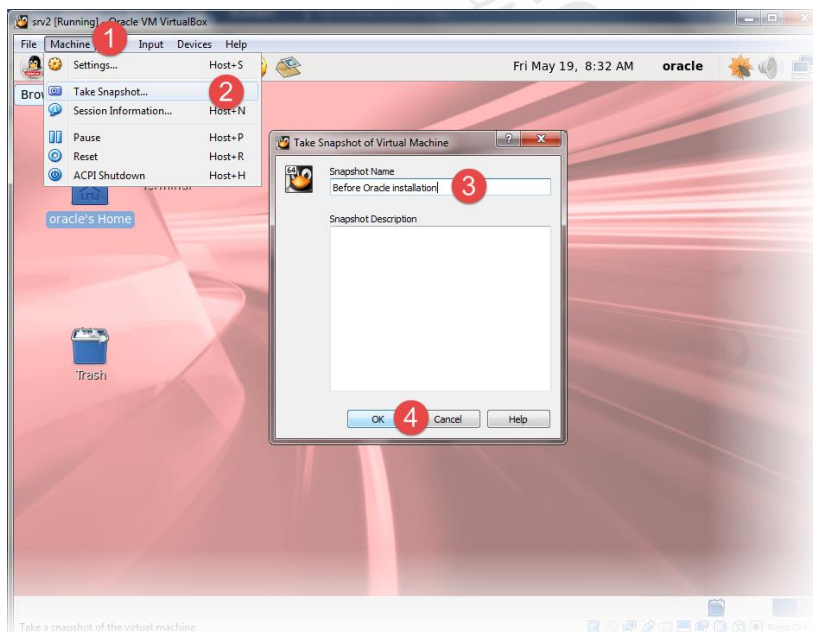 srv2 [Running] - Oracle VM VirtualBox
File Machine 1 Input Devices Help
Settings... Host+S
Fri May 19, 8:32 AM oracle
Take Snapshot... 2
Session Information... Host+N
Pause Host+P
Reset Host+R
ACPI Shutdown Host+H
oracle's Home
Trash
Take Snapshot of Virtual Machine
64
Snapshot Name
Before Oracle installation 3
Snapshot Description
OK 4 Cancel Help
Take a snapshot of the virtual machine
Right Ctrl